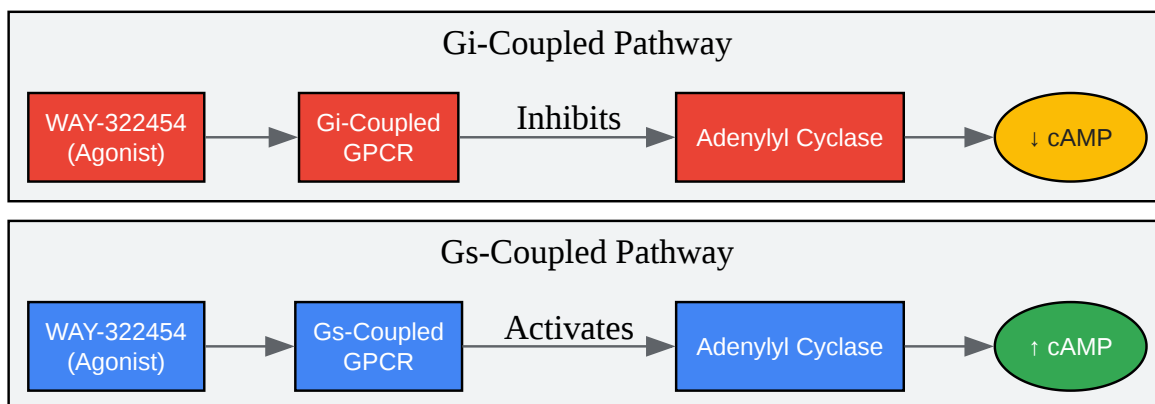 Gi-Coupled Pathway
WAY-322454
(Agonist)
Gi-Coupled
GPCR
Inhibits
Adenylyl Cyclase
↓ cAMP
Gs-Coupled Pathway
WAY-322454
(Agonist)
Gs-Coupled
GPCR
Activates
Adenylyl Cyclase
↑ cAMP